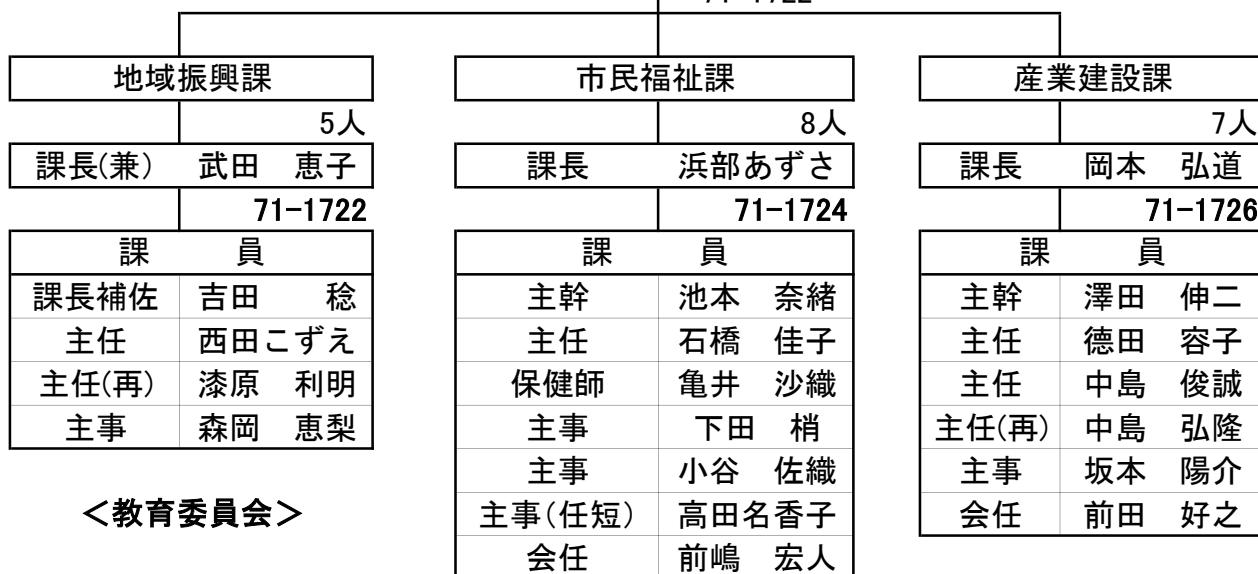 地域振興課　市民福祉課　産業建設課
5人　8人　7人
課長(兼)　武田　恵子　課長　浜部あずさ　課長　岡本　弘道
71-1722　71-1724　71-1726
課　員　課　員　課　員
課長補佐　吉田　稔　主幹　池本　奈緒　主幹　澤田　伸二
主任　西田こずえ　主任　石橋　佳子　主任　德田　容子
主任(再)　漆原　利明　保健師　亀井　沙織　主任　中島　俊誠
主事　森岡　恵梨　主事　下田　梢　主任(再)　中島　弘隆
主事　小谷　佐織　主事　坂本　陽介
＜教育委員会＞　主事(任短)　高田名香子　会任　前田　好之
会任　前嶋　宏人